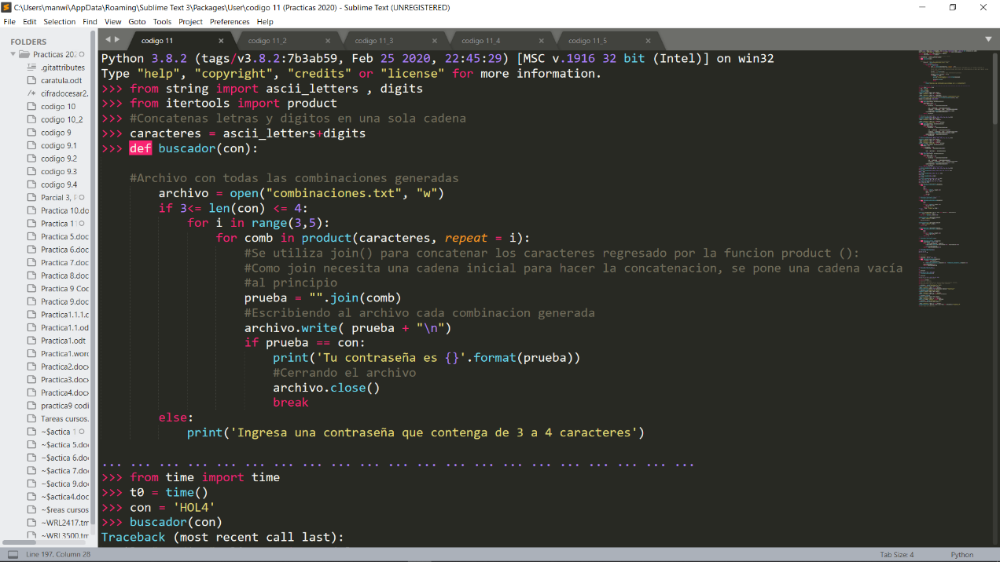 C:\Users\manwi\AppData\Roaming\Sublime Text 3\Packages\User\codigo 11 (Practicas 2020) - Sublime Text (UNREGISTERED)
File Edit Selection Find View Goto Tools Project Preferences Help
FOLDERS
Practicas 202
.gitattributes
caratula.odt
cifradocesar2.
codigo 10
codigo 10_2
codigo 9
codigo 9.1
codigo 9.2
codigo 9.3
codigo 9.4
Parcial 3, P
Practica 10.do
Practica 1
Practica 5.doc
Practica 6.doc
Practica 7.doc
Practica 8.doc
Practica 9 Coc
Practica 9.doc
Practica1.1.1.c
Practica1.1.od
Practica1.odt
Practica1.worc
Practica2.docx
Practica3.docx
Practica4.docx
practica9 codi
Tareas cursos.
~$actica 1
~$actica 5.doc
~$actica 6.doc
~$actica 7.doc
~$actica 9.doc
~$actica4.doc
~$reas cursos
~WRL2417.tm
~WRL3500.tm
codigo 11 codigo 11_2 codigo 11_3 codigo 11_4 codigo 11_5
Python 3.8.2 (tags/v3.8.2:7b3ab59, Feb 25 2020, 22:45:29) [MSC v.1916 32 bit (Intel)] on win32
Type "help", "copyright", "credits" or "license" for more information.
>>> from string import ascii_letters , digits
>>> from itertools import product
>>> #Concatenas letras y digitos en una sola cadena
>>> caracteres = ascii_letters+digits
>>> def buscador(con):
#Archivo con todas las combinaciones generadas
archivo = open("combinaciones.txt", "w")
if 3<= len(con) <= 4:
for i in range(3,5):
for comb in product(caracteres, repeat = i):
#Se utiliza join() para concatenar los caracteres regresado por la funcion product ():
#Como join necesita una cadena inicial para hacer la concatenacion, se pone una cadena vacía
#al principio
prueba = "".join(comb)
#Escribiendo al archivo cada combinacion generada
archivo.write( prueba + "\n")
if prueba == con:
print('Tu contraseña es {}'.format(prueba))
#Cerrando el archivo
archivo.close()
break
else:
print('Ingresa una contraseña que contenga de 3 a 4 caracteres')
... ... ... ... ... ... ... ... ... ... ... ... ... ... ... ... ... ... ... ... ...
>>> from time import time
>>> t0 = time()
>>> con = 'HOL4'
>>> buscador(con)
Traceback (most recent call last):
Line 197, Column 28 Tab Size: 4 Python